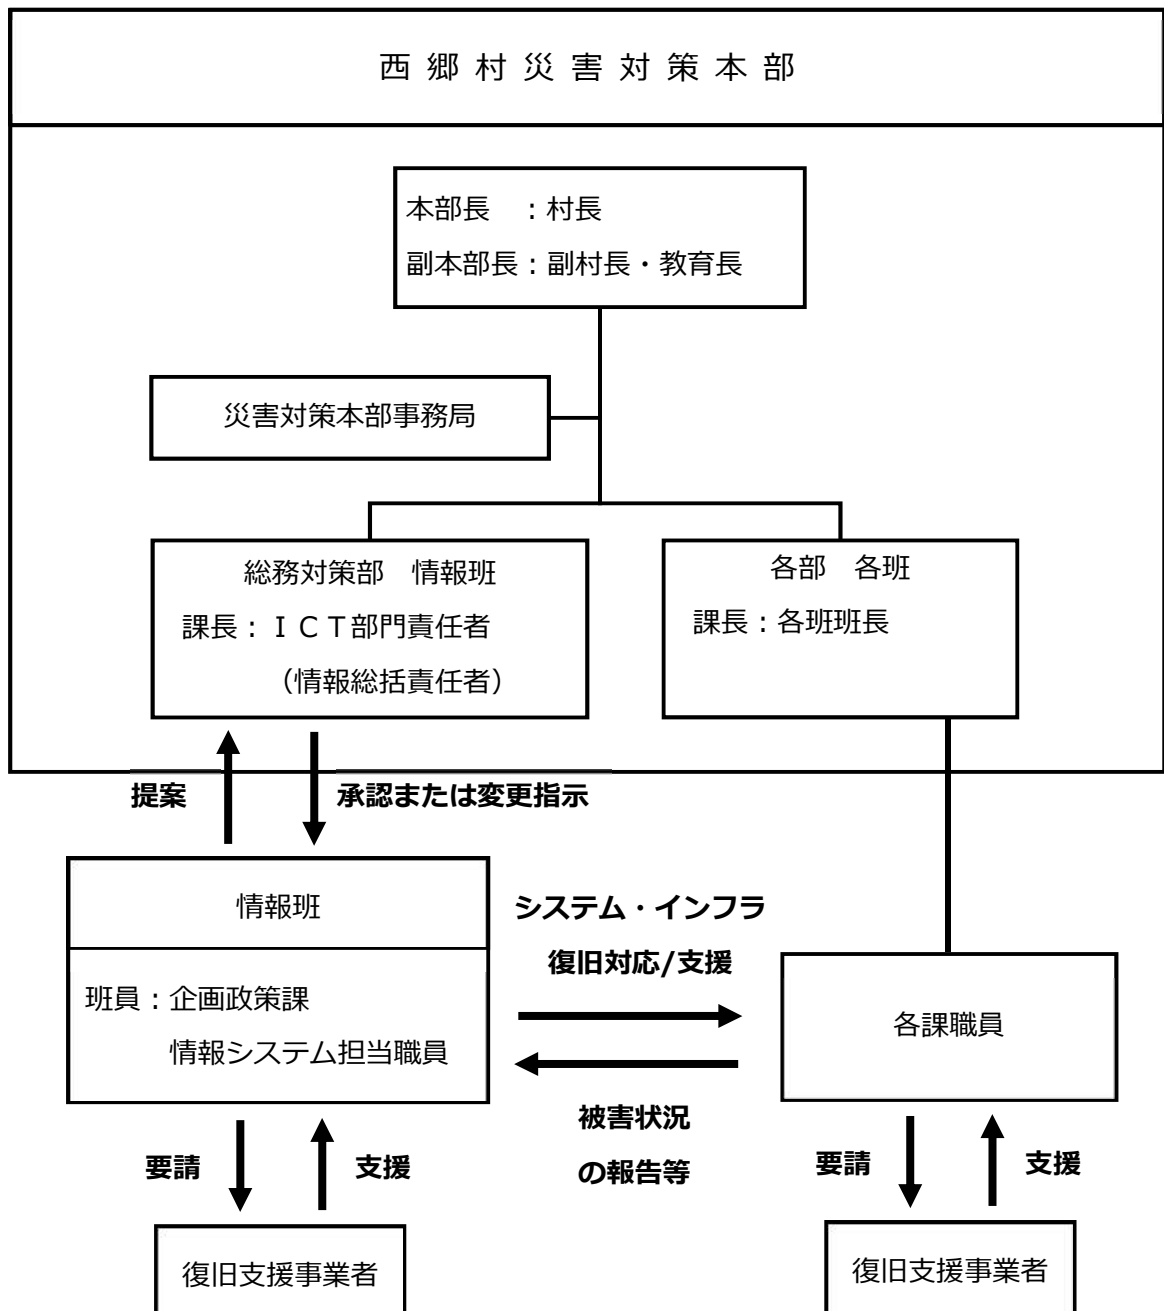 西郷村災害対策本部
本部長　：村長
副本部長：副村長・教育長
災害対策本部事務局
総務対策部　情報班
課長：ＩＣＴ部門責任者
（情報総括責任者）
各部　各班
課長：各班班長
提案
承認または変更指示
情報班
班員：企画政策課
情報システム担当職員
システム・インフラ
復旧対応/支援
被害状況
の報告等
各課職員
要請
支援
要請
支援
復旧支援事業者
復旧支援事業者